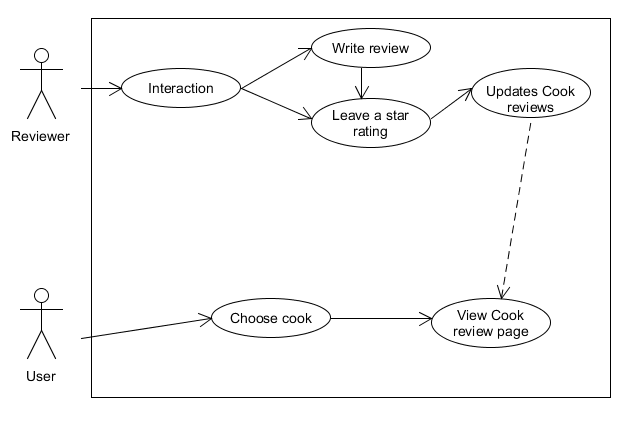 Write review
Interaction
Updates Cook
reviews
Leave a star
rating
Reviewer
Choose cook
View Cook
review page
User